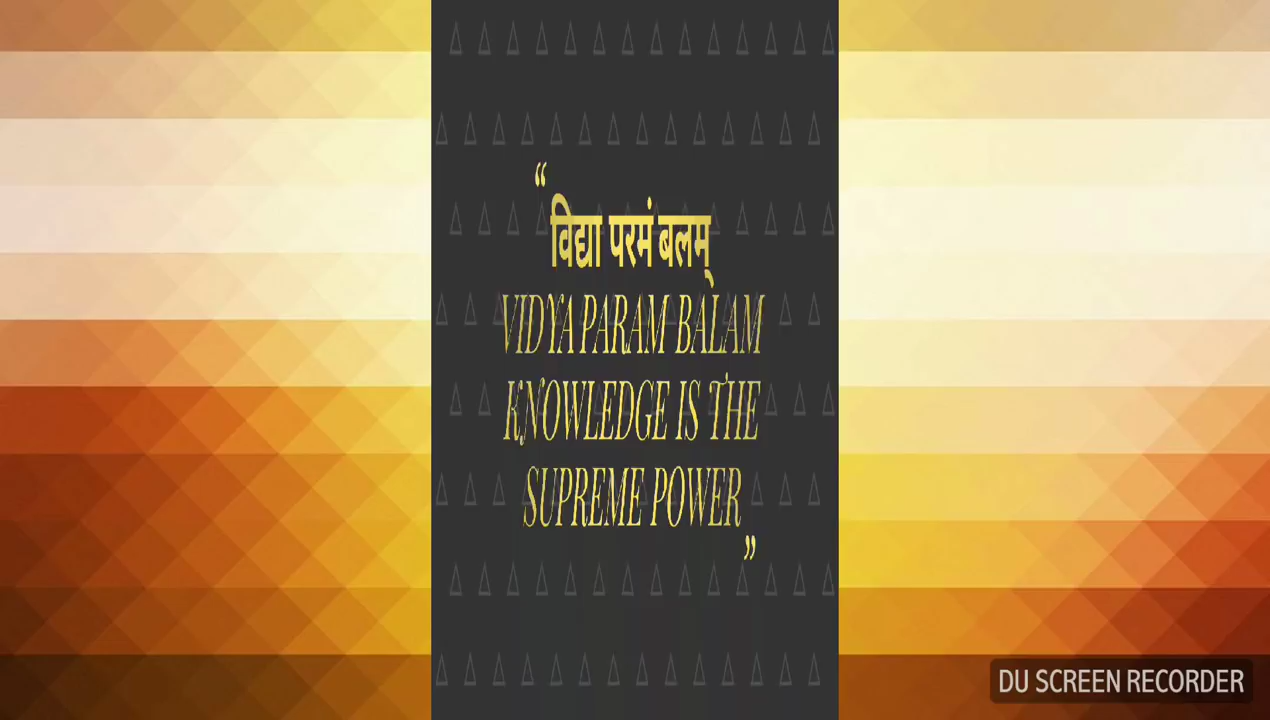 “
विद्या परमं बलम्
VIDYA PARAM BALAM
KNOWLEDGE IS THE
SUPREME POWER
”
DU SCREEN RECORDER